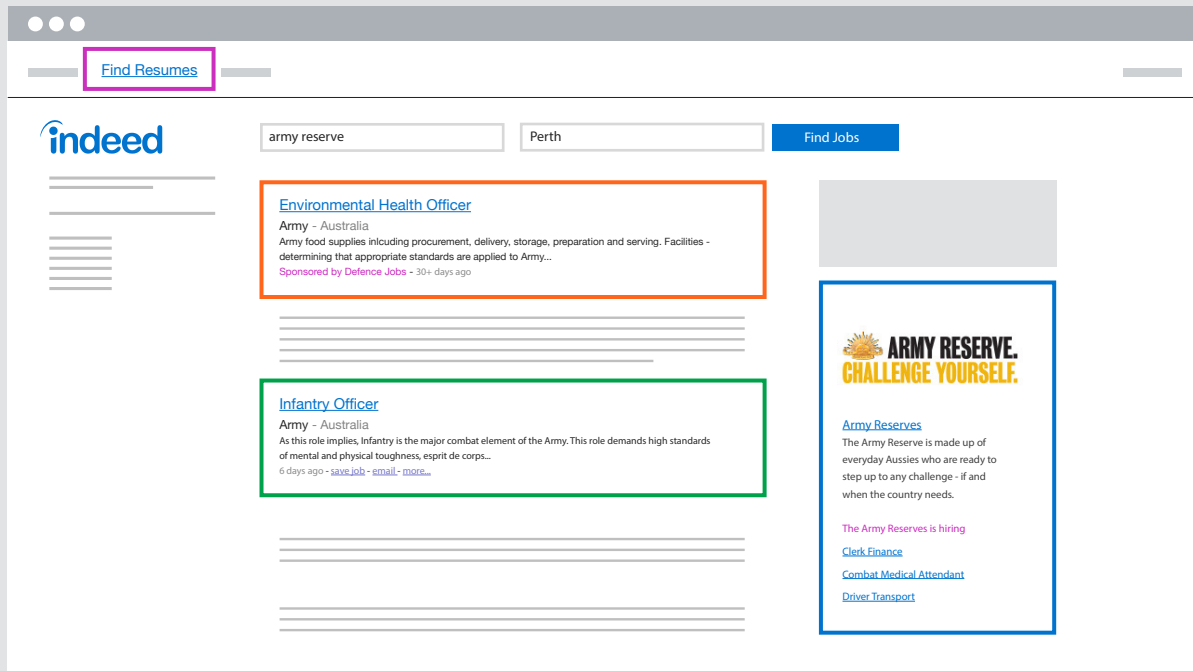 Find Resumes
indeed
army reserve
Perth
Find Jobs
Environmental Health Officer
Army - Australia
Army food supplies inlcuding procurement, delivery, storage, preparation and serving. Facilities -
determining that appropriate standards are applied to Army...
Sponsored by Defence Jobs - 30+ days ago
Infantry Officer
Army - Australia
As this role implies, Infantry is the major combat element of the Army. This role demands high standards
of mental and physical toughness, esprit de corps...
6 days ago - save job - email - more...
ARMY RESERVE.
CHALLENGE YOURSELF.
Army Reserves
The Army Reserve is made up of
everyday Aussies who are ready to
step up to any challenge - if and
when the country needs.
The Army Reserves is hiring
Clerk Finance
Combat Medical Attendant
Driver Transport